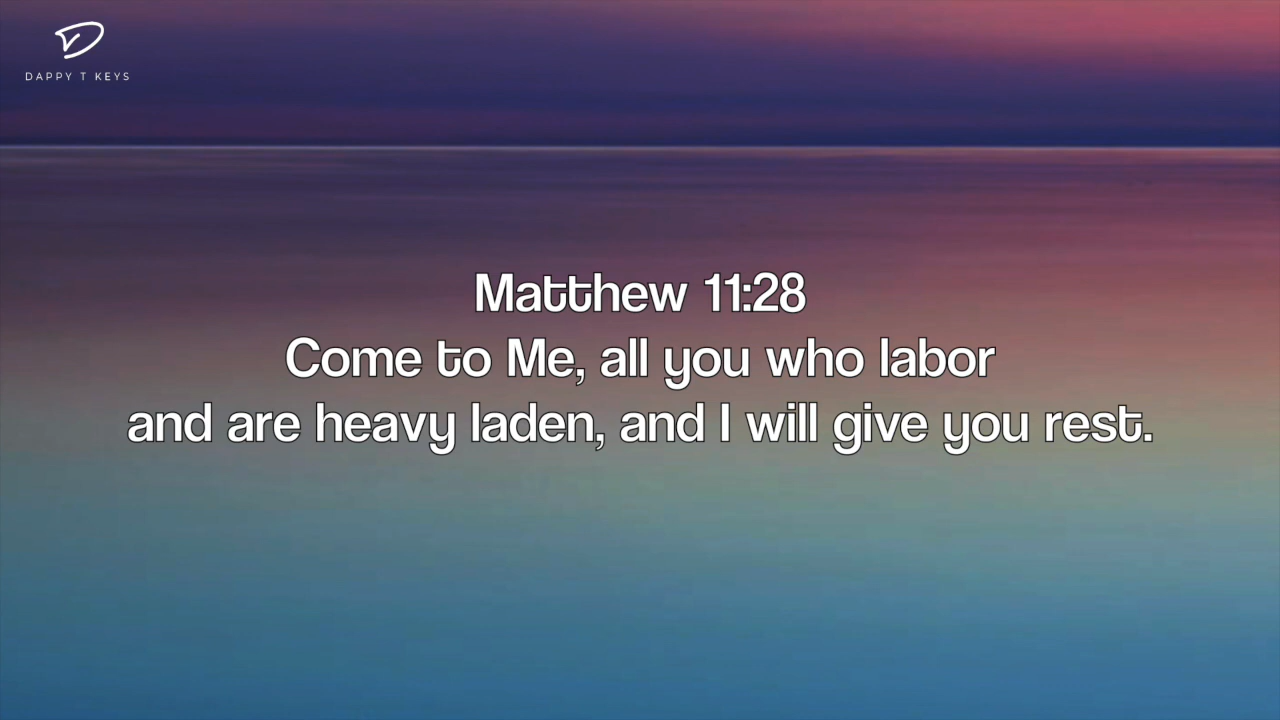 DAPPY T KEYS
Matthew 11:28
Come to Me, all you who labor
and are heavy laden, and I will give you rest.